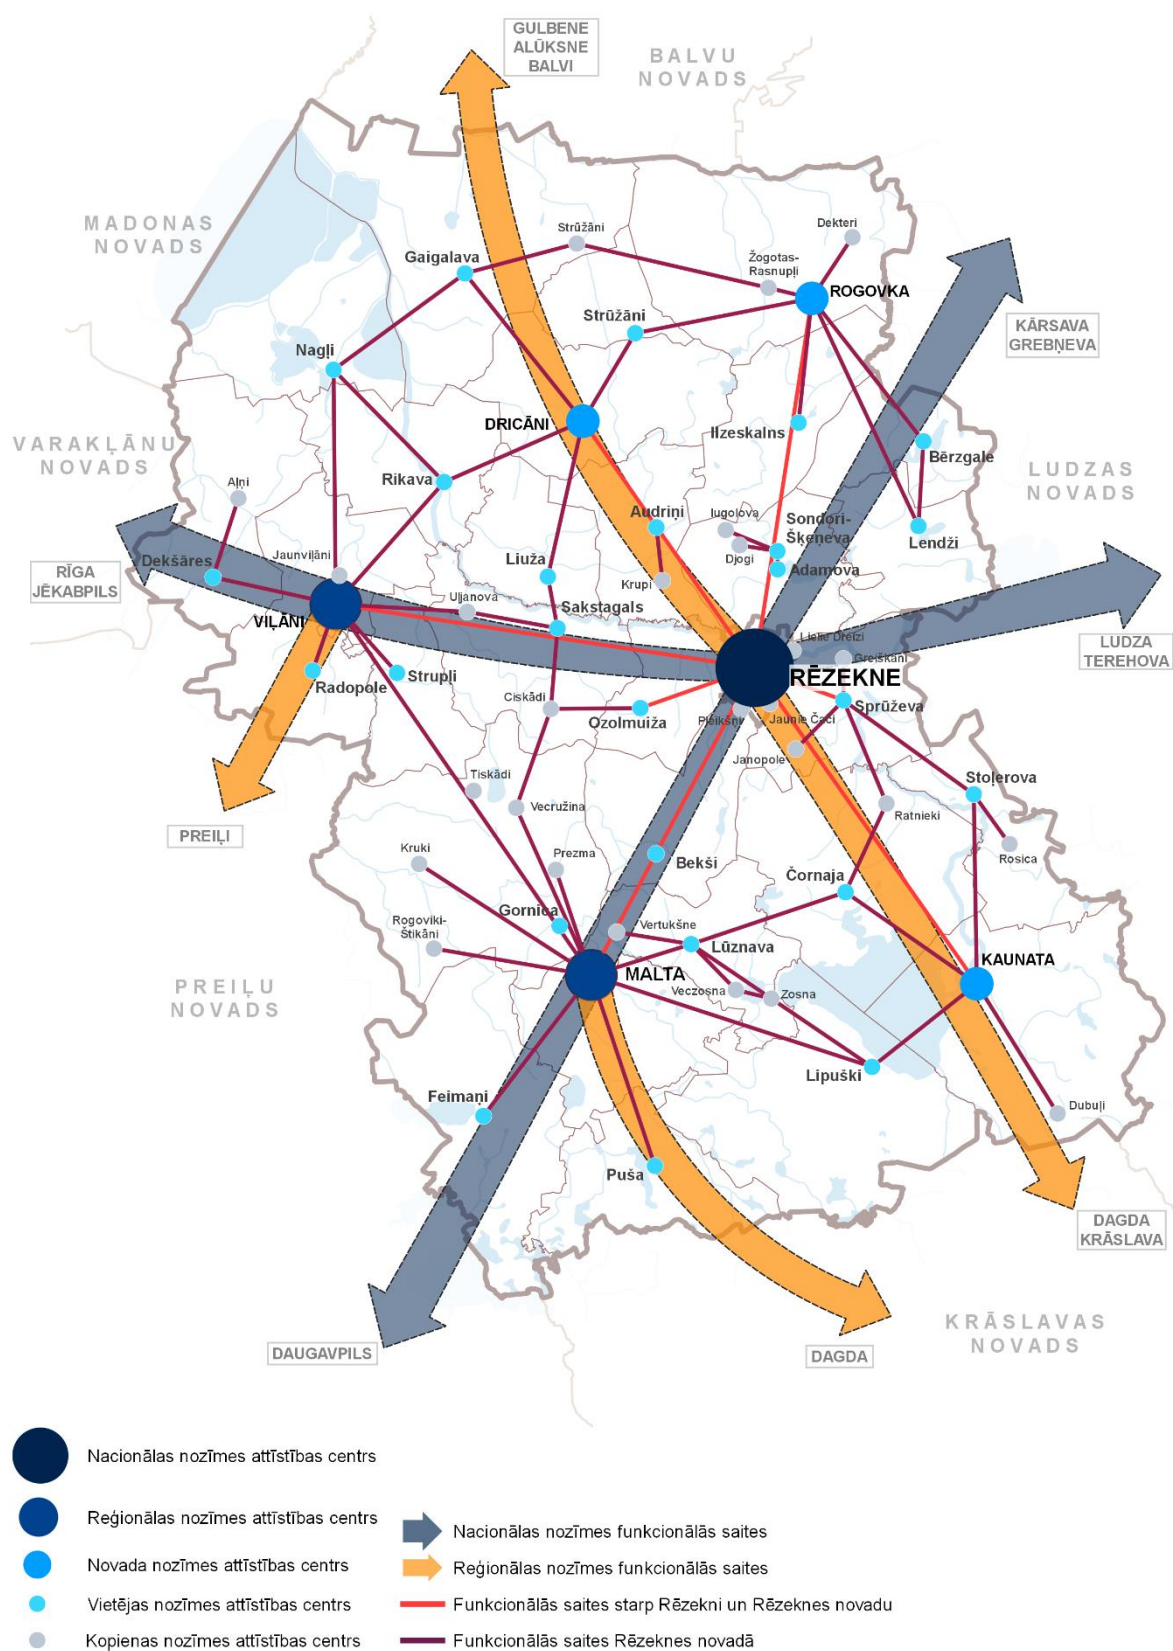 GULBENE
ALŪKSNE
BALVI
BALVU
NOVADS
MADONAS
NOVADS
Strūžāni
Dekteri
Gaigalava
Žogotas-
Rasnupļi
ROGOVKA
Strūžāni
KĀRSAVA
GREBŅEVA
Nagļi
DRICĀNI
Ilzeskalns
VARAKĻĀNU
NOVADS
Bērzgale
LUDZAS
NOVADS
Rikava
Aļņi
Audriņi
Iugolova
Sondori-
Šķeņeva
Lendži
Djogi
Dekšāres
Jaunviļāni
Liuža
Adamova
RĪGA
JĒKABPILS
Krupi
Uļjanova
Sakstagals
VIĻĀNI
Lielie Dreizi
LUDZA
TEREHOVA
Greiškāni
Radopole
Strupļi
RĒZEKNE
Ciskādi
Ozolmuiža
Pleikšņi
Jaunie Čači
Sprūževa
Janopole
Tiskādi
Stoļerova
Vecružina
Ratnieki
PREIĻI
Kruki
Prezma
Bekši
Rosica
Čornaja
Gornica
Rogoviki-
Štikāni
Vertukšne
Lūznava
KAUNATA
MALTA
PREIĻU
NOVADS
Veczosna
Zosna
Lipuški
Feimaņi
Dubuļi
Puša
DAGDA
KRĀSLAVA
KRĀSLAVAS
NOVADS
DAUGAVPILS
DAGDA
Nacionālas nozīmes attīstības centrs
Reģionālas nozīmes attīstības centrs
Novada nozīmes attīstības centrs
Vietējas nozīmes attīstības centrs
Kopienas nozīmes attīstības centrs
Nacionālas nozīmes funkcionālās saites
Reģionālas nozīmes funkcionālās saites
Funkcionālās saites starp Rēzekni un Rēzeknes novadu
Funkcionālās saites Rēzeknes novadā